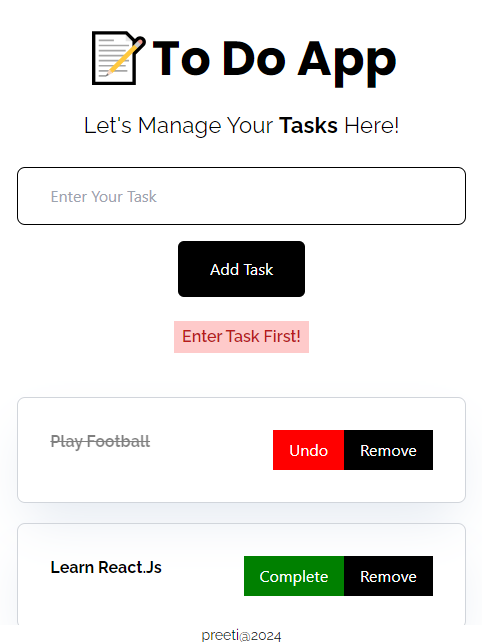 To Do App
Let's Manage Your Tasks Here!
Enter Your Task
Add Task
Enter Task First!
Play Football
Undo Remove
Learn React.Js
Complete Remove
preeti@2024